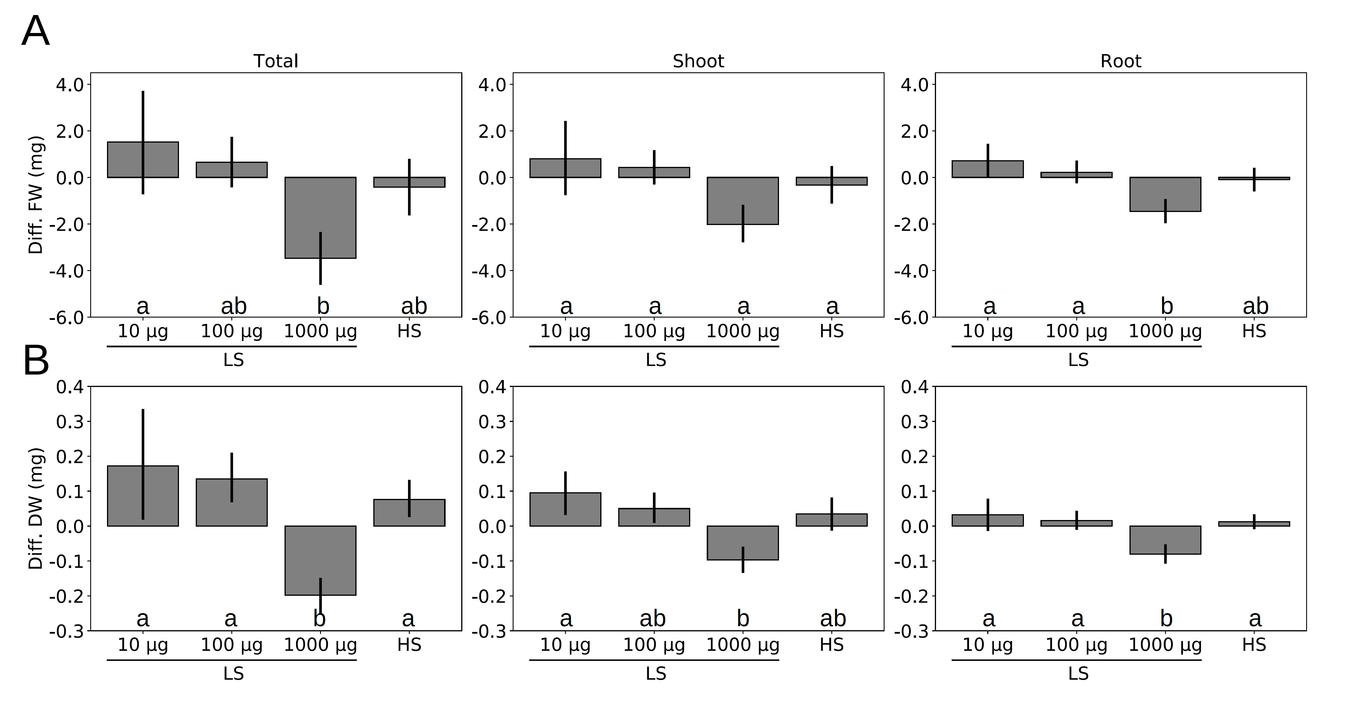 A
Total Shoot Root
Diff. FW (mg)
4.0 4.0 4.0
2.0 2.0 2.0
0.0 0.0 0.0
-2.0 -2.0 -2.0
-4.0 -4.0 -4.0
a ab b ab a a a a a a b ab
-6.0 -6.0 -6.0
10 µg 100 µg 1000 µg HS 10 µg 100 µg 1000 µg HS 10 µg 100 µg 1000 µg HS
LS LS LS
B
Diff. DW (mg)
0.4 0.4 0.4
0.3 0.3 0.3
0.2 0.2 0.2
0.1 0.1 0.1
0.0 0.0 0.0
-0.1 -0.1 -0.1
-0.2 -0.2 -0.2
a a b a a ab b ab a a b a
-0.3 -0.3 -0.3
10 µg 100 µg 1000 µg HS 10 µg 100 µg 1000 µg HS 10 µg 100 µg 1000 µg HS
LS LS LS